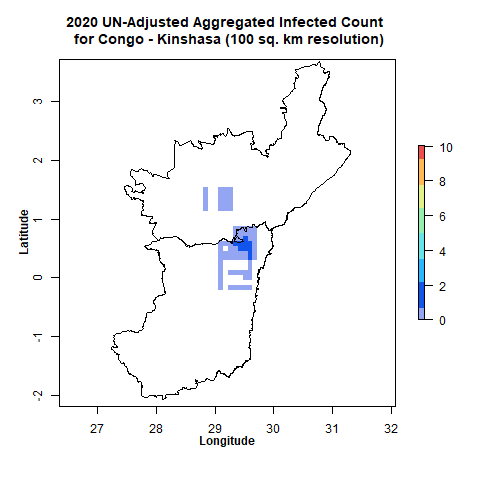 2020 UN-Adjusted Aggregated Infected Count
for Congo - Kinshasa (100 sq. km resolution)
3
2
1
0
-1
-2
Latitude
27 28 29 30 31 32
Longitude
10
8
6
4
2
0